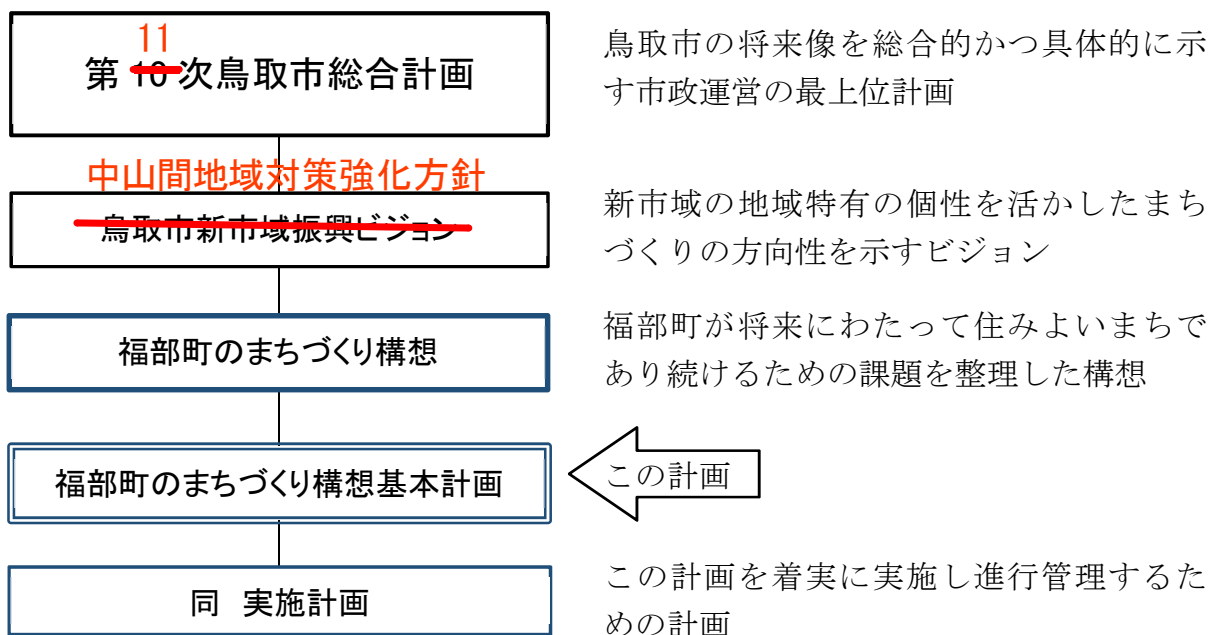 11
第10次鳥取市総合計画
鳥取市の将来像を総合的かつ具体的に示
す市政運営の最上位計画
中山間地域対策強化方針
鳥取市新市域振興ビジョン
新市域の地域特有の個性を活かしたまち
づくりの方向性を示すビジョン
福部町のまちづくり構想
福部町が将来にわたって住みよいまちで
あり続けるための課題を整理した構想
福部町のまちづくり構想基本計画
この計画
同　実施計画
この計画を着実に実施し進行管理するた
めの計画